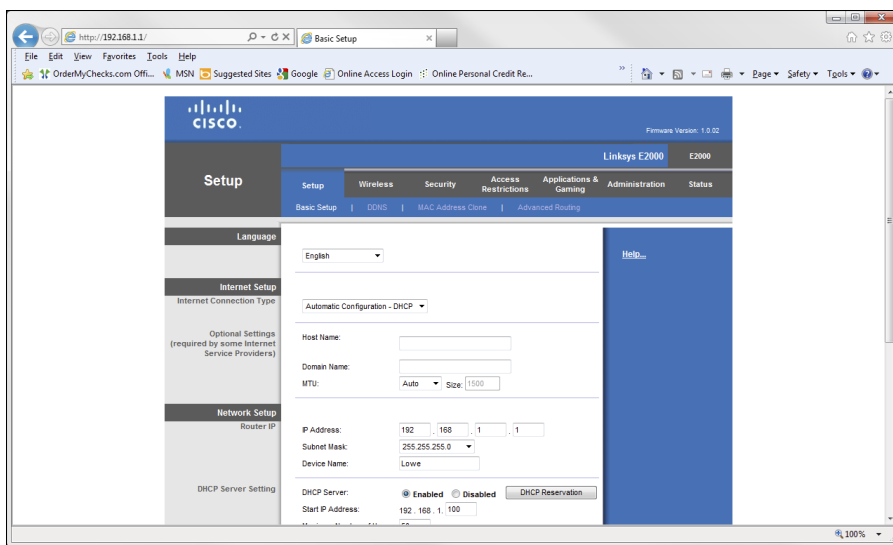 http://192.168.1.1/
Basic Setup
File Edit View Favorites Tools Help
OrderMyChecks.com Offi... MSN Suggested Sites Google Online Access Login Online Personal Credit Re... » Page Safety Tools
CISCO.
Firmware Version: 1.0.02
Linksys E2000 E2000
Setup
Setup Wireless Security Access Restrictions Applications & Gaming Administration Status
Basic Setup | DDNS | MAC Address Clone | Advanced Routing
Language
English
Help...
Internet Setup
Internet Connection Type
Automatic Configuration - DHCP
Optional Settings
(required by some Internet
Service Providers)
Host Name:
Domain Name:
MTU: Auto Size: 1500
Network Setup
Router IP
IP Address: 192 . 168 . 1 . 1
Subnet Mask: 255.255.255.0
Device Name: Lowe
DHCP Server Setting
DHCP Server: Enabled Disabled DHCP Reservation
Start IP Address: 192 . 168 . 1. 100
100%